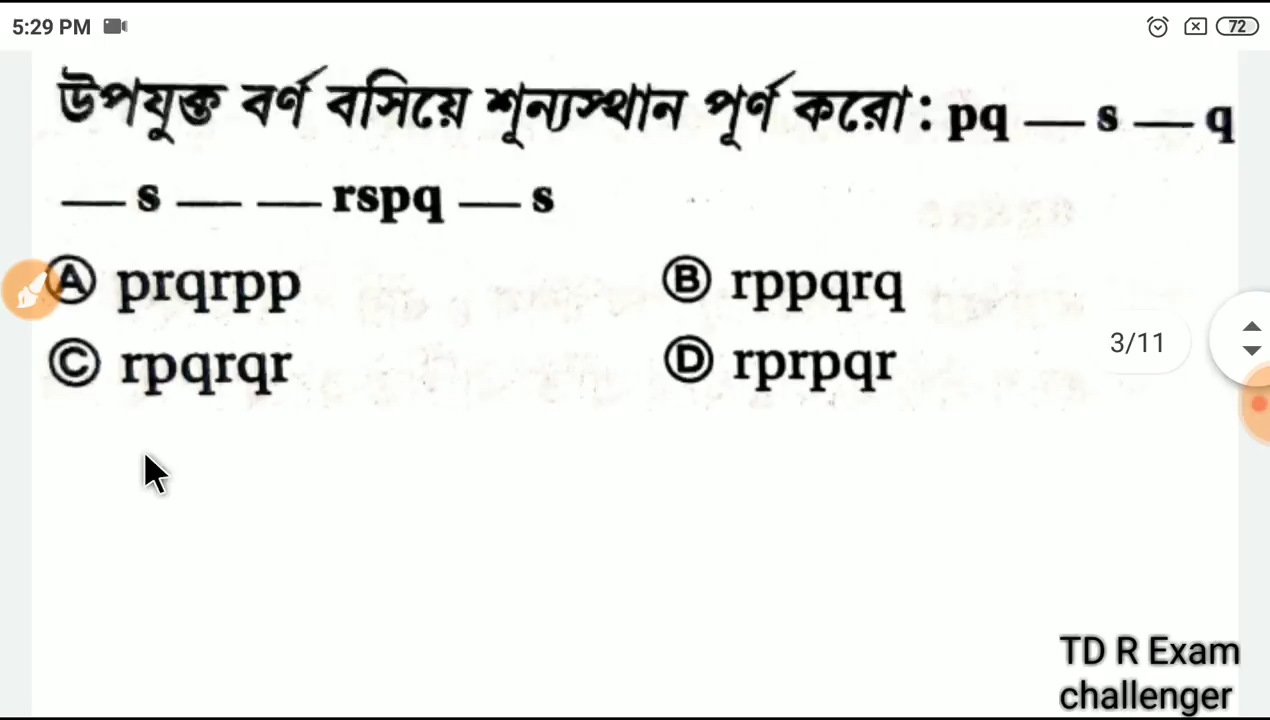 5:29 PM 72
উপযুক্ত বর্ণ বসিয়ে শূন্যস্থান পূর্ণ করো : pq — s — q
— s — — rspq — s
Ⓐ prqrpp Ⓑ rppqrq
Ⓒ rpqrqr Ⓓ rprpqr
3/11
TD R Exam
challenger